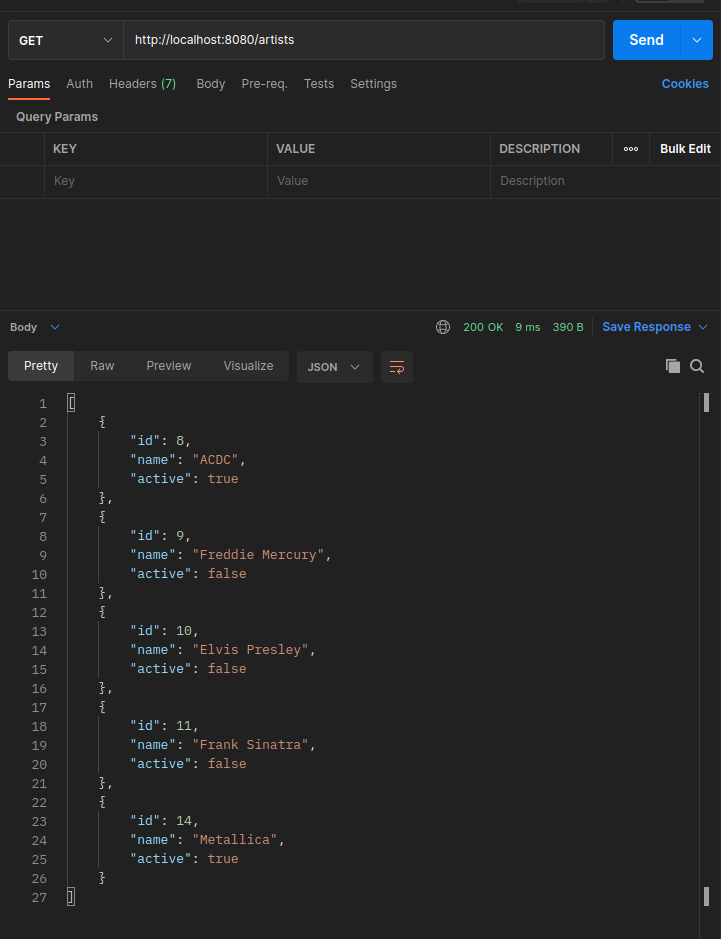 GET http://localhost:8080/artists Send
Params Auth Headers (7) Body Pre-req. Tests Settings Cookies
Query Params
KEY VALUE DESCRIPTION ooo Bulk Edit
Key Value Description
Body 200 OK 9 ms 390 B Save Response
Pretty Raw Preview Visualize JSON
1 [
2 {
3 "id": 8,
4 "name": "ACDC",
5 "active": true
6 },
7 {
8 "id": 9,
9 "name": "Freddie Mercury",
10 "active": false
11 },
12 {
13 "id": 10,
14 "name": "Elvis Presley",
15 "active": false
16 },
17 {
18 "id": 11,
19 "name": "Frank Sinatra",
20 "active": false
21 },
22 {
23 "id": 14,
24 "name": "Metallica",
25 "active": true
26 }
27 ]